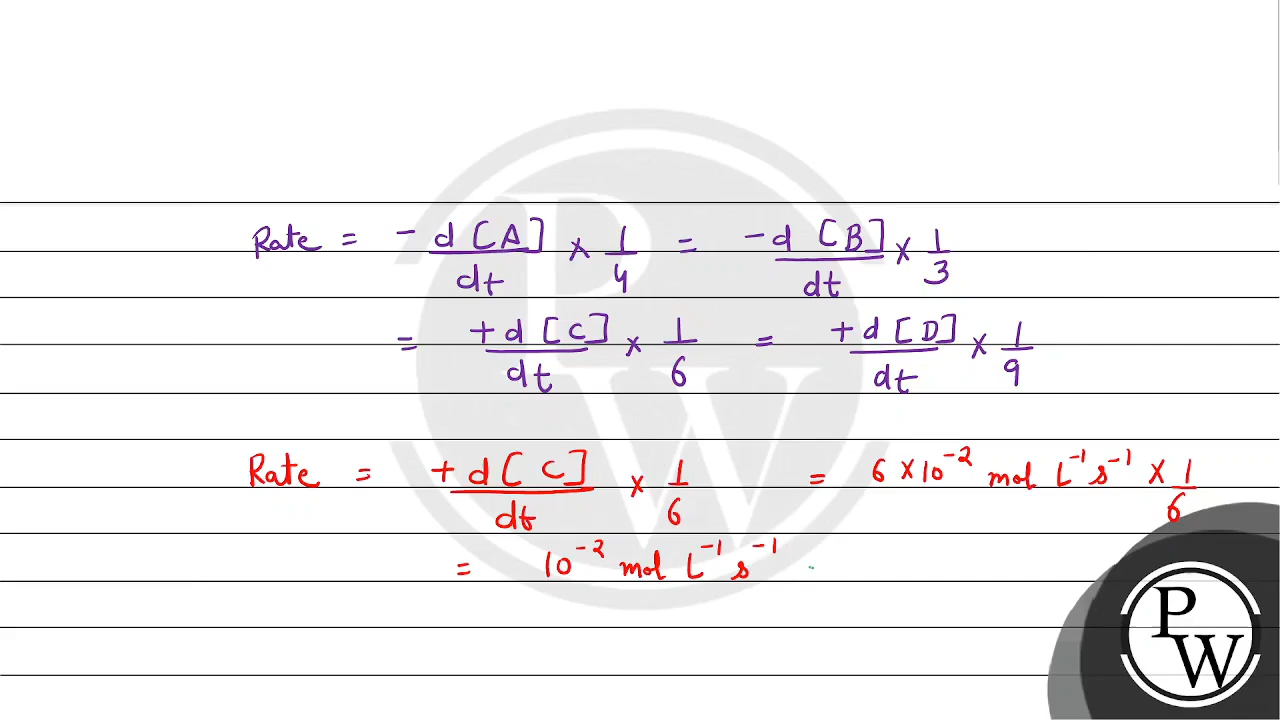 Rate = -d[A]/dt × 1/4 = -d[B]/dt × 1/3
= +d[C]/dt × 1/6 = +d[D]/dt × 1/9
Rate = +d[C]/dt × 1/6 = 6 × 10⁻² mol L⁻¹ s⁻¹ × 1/6
= 10⁻² mol L⁻¹ s⁻¹
PW
PW